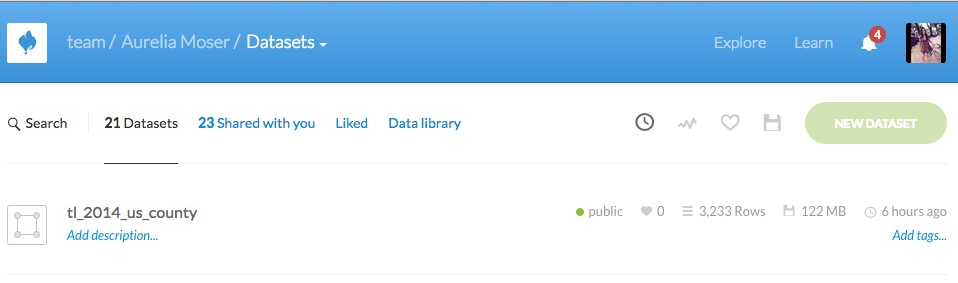 team / Aurelia Moser / Datasets
Explore Learn 4
Search 21 Datasets 23 Shared with you Liked Data library NEW DATASET
tl_2014_us_county public 0 3,233 Rows 122 MB 6 hours ago
Add description... Add tags...